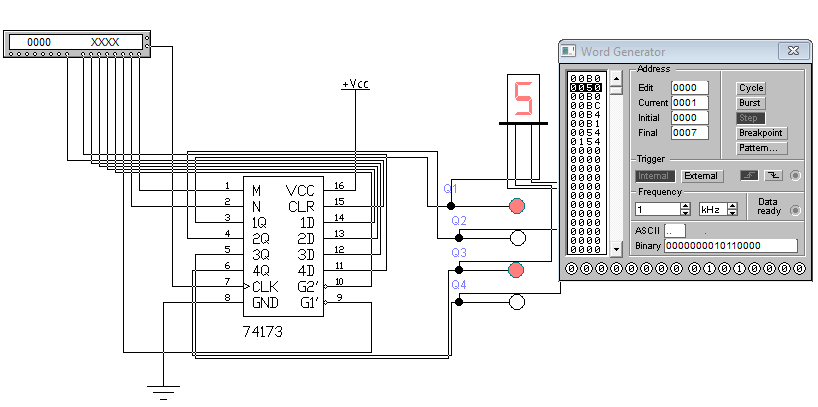 0000 XXXX
+Vcc
5
Q1
Q2
Q3
Q4
1 M VCC 16
2 N CLR 15
3 1Q 1D 14
4 2Q 2D 13
5 3Q 3D 12
6 4Q 4D 11
7 CLK G2' 10
8 GND G1' 9
74173
Word Generator
00B0
0050
00B0
00BC
00B4
00B1
0054
0154
0000
0000
0000
0000
0000
0000
0000
0000
0000
0000
0000
0000
Address
Edit 0000
Current 0001
Initial 0000
Final 0007
Cycle
Burst
Step
Breakpoint
Pattern...
Trigger
Internal External
Frequency
1 kHz
Data
ready
ASCII ..
Binary 0000000010110000
0 0 0 0 0 0 0 0 0 1 0 1 0 0 0 0